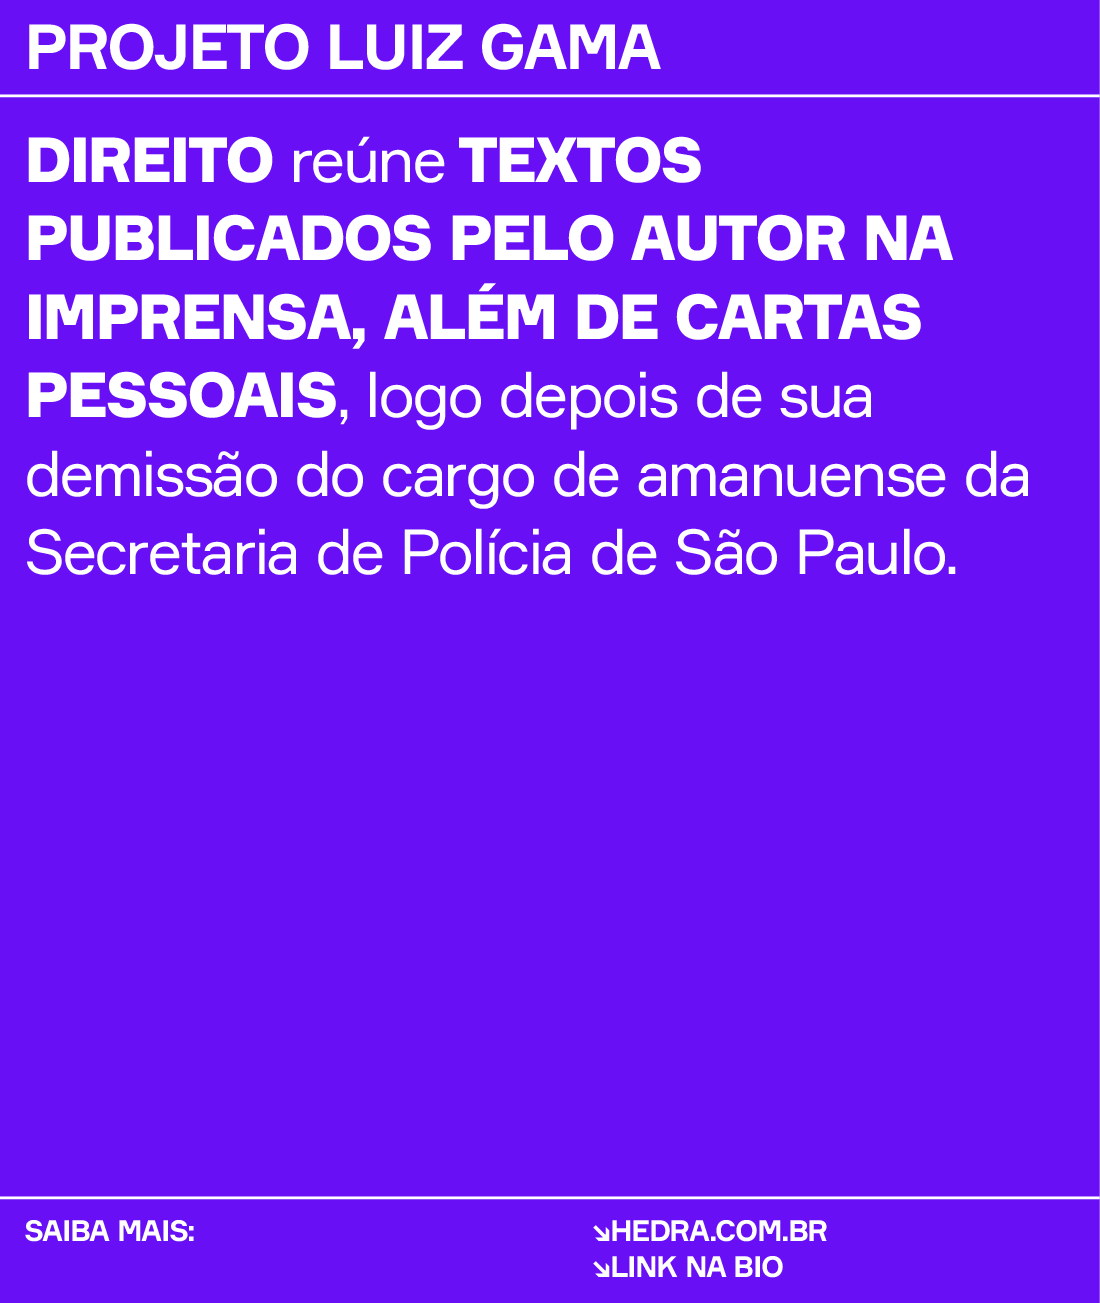 PROJETO LUIZ GAMA
DIREITO reúne TEXTOS
PUBLICADOS PELO AUTOR NA
IMPRENSA, ALÉM DE CARTAS
PESSOAIS, logo depois de sua
demissão do cargo de amanuense da
Secretaria de Polícia de São Paulo.
SAIBA MAIS:
↘HEDRA.COM.BR
↘LINK NA BIO